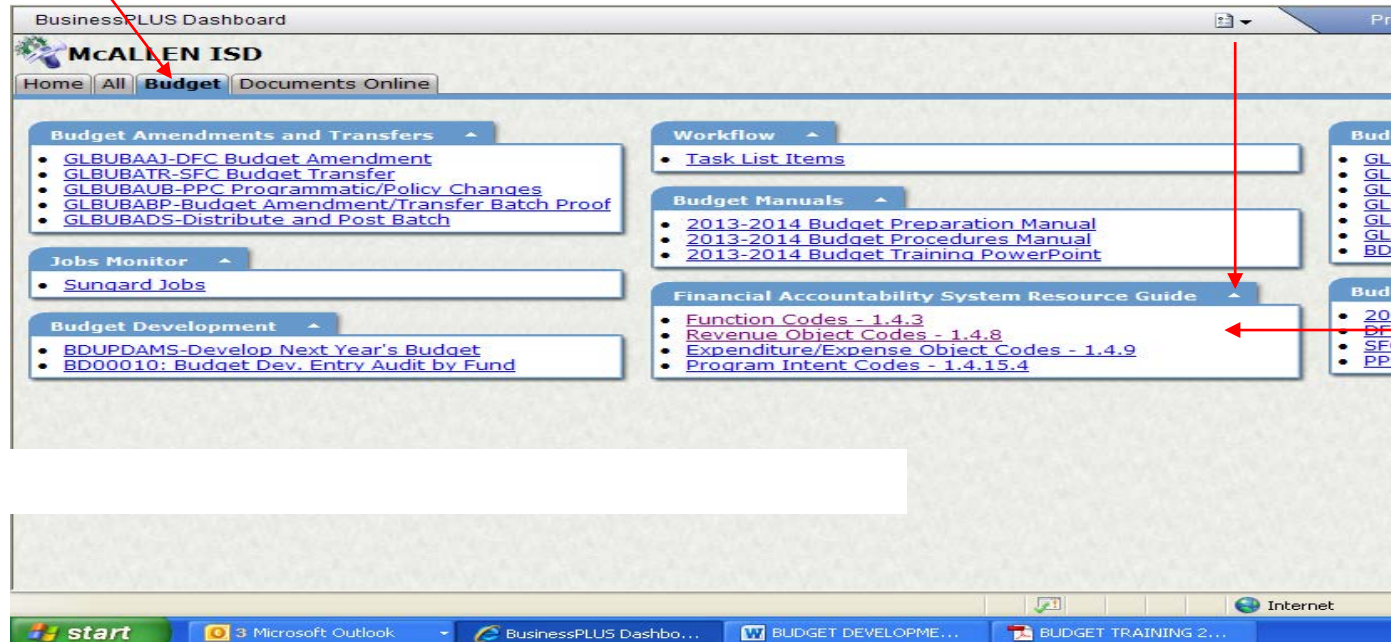 BusinessPLUS Dashboard
Pr
McALLEN ISD
Home All Budget Documents Online
Budget Amendments and Transfers
GLBUBAAJ-DFC Budget Amendment
GLBUBATR-SFC Budget Transfer
GLBUBAUB-PPC Programmatic/Policy Changes
GLBUBABP-Budget Amendment/Transfer Batch Proof
GLBUBADS-Distribute and Post Batch
Jobs Monitor
Sungard Jobs
Budget Development
BDUPDAMS-Develop Next Year's Budget
BD00010: Budget Dev. Entry Audit by Fund
Workflow
Task List Items
Budget Manuals
2013-2014 Budget Preparation Manual
2013-2014 Budget Procedures Manual
2013-2014 Budget Training PowerPoint
Financial Accountability System Resource Guide
Function Codes - 1.4.3
Revenue Object Codes - 1.4.8
Expenditure/Expense Object Codes - 1.4.9
Program Intent Codes - 1.4.15.4
Bud
GL
GL
GL
GL
GL
GL
BD
Bud
20
DF
SF
PP
Internet
start
3 Microsoft Outlook
BusinessPLUS Dashbo...
BUDGET DEVELOPME...
BUDGET TRAINING 2...